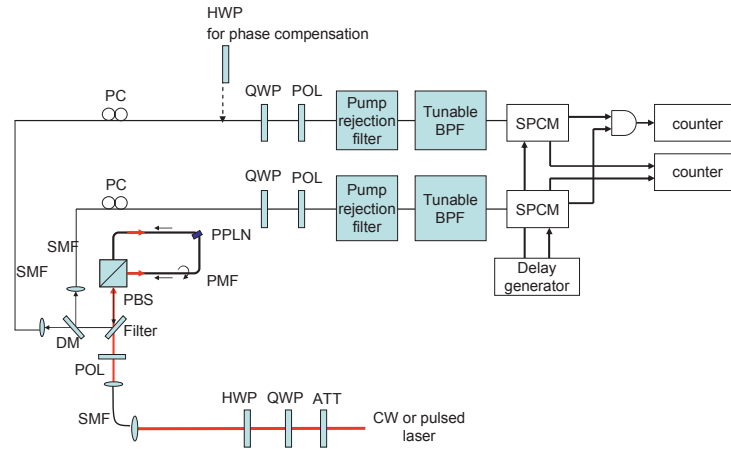 HWP
for phase compensation
PC
QWP
POL
Pump
rejection
filter
Tunable
BPF
SPCM
counter
counter
PC
QWP
POL
Pump
rejection
filter
Tunable
BPF
SPCM
Delay
generator
PPLN
PMF
SMF
SMF
PBS
DM
Filter
POL
SMF
HWP
QWP
ATT
CW or pulsed
laser